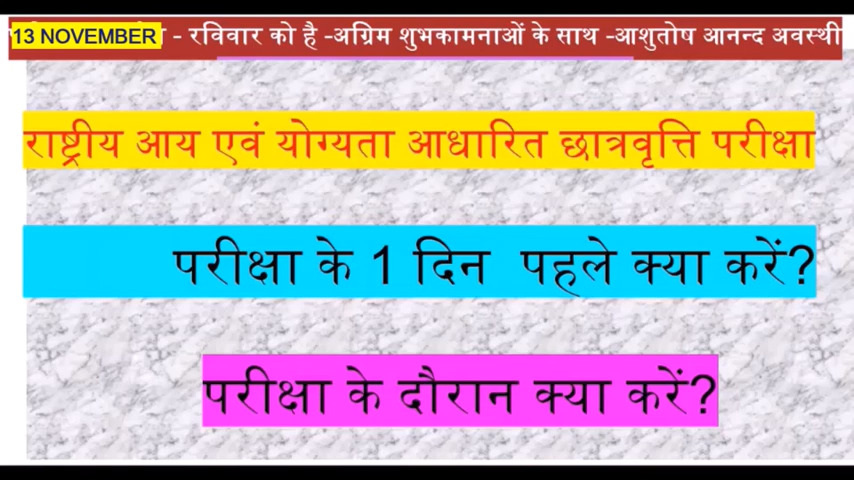 13 NOVEMBER - रविवार को है -अग्रिम शुभकामनाओं के साथ -आशुतोष आनन्द अवस्थी
राष्ट्रीय आय एवं योग्यता आधारित छात्रवृत्ति परीक्षा
परीक्षा के 1 दिन पहले क्या करें?
परीक्षा के दौरान क्या करें?